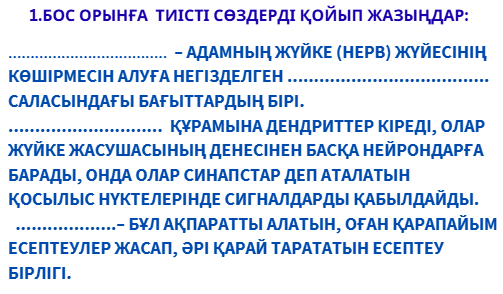 1.БОС ОРЫНҒА ТИІСТІ СӨЗДЕРДІ ҚОЙЫП ЖАЗЫҢДАР:
..................................... – АДАМНЫҢ ЖҮЙКЕ (НЕРВ) ЖҮЙЕСІНІҢ
КӨШІРМЕСІН АЛУҒА НЕГІЗДЕЛГЕН ......................................
САЛАСЫНДАҒЫ БАҒЫТТАРДЫҢ БІРІ.
............................. ҚҰРАМЫНА ДЕНДРИТТЕР КІРЕДІ, ОЛАР
ЖҮЙКЕ ЖАСУШАСЫНЫҢ ДЕНЕСІНЕН БАСҚА НЕЙРОНДАРҒА
БАРАДЫ, ОНДА ОЛАР СИНАПСТАР ДЕП АТАЛАТЫН
ҚОСЫЛЫС НҮКТЕЛЕРІНДЕ СИГНАЛДАРДЫ ҚАБЫЛДАЙДЫ.
...................– БҰЛ АҚПАРАТТЫ АЛАТЫН, ОҒАН ҚАРАПАЙЫМ
ЕСЕПТЕУЛЕР ЖАСАП, ӘРІ ҚАРАЙ ТАРАТАТЫН ЕСЕПТЕУ
БІРЛІГІ.